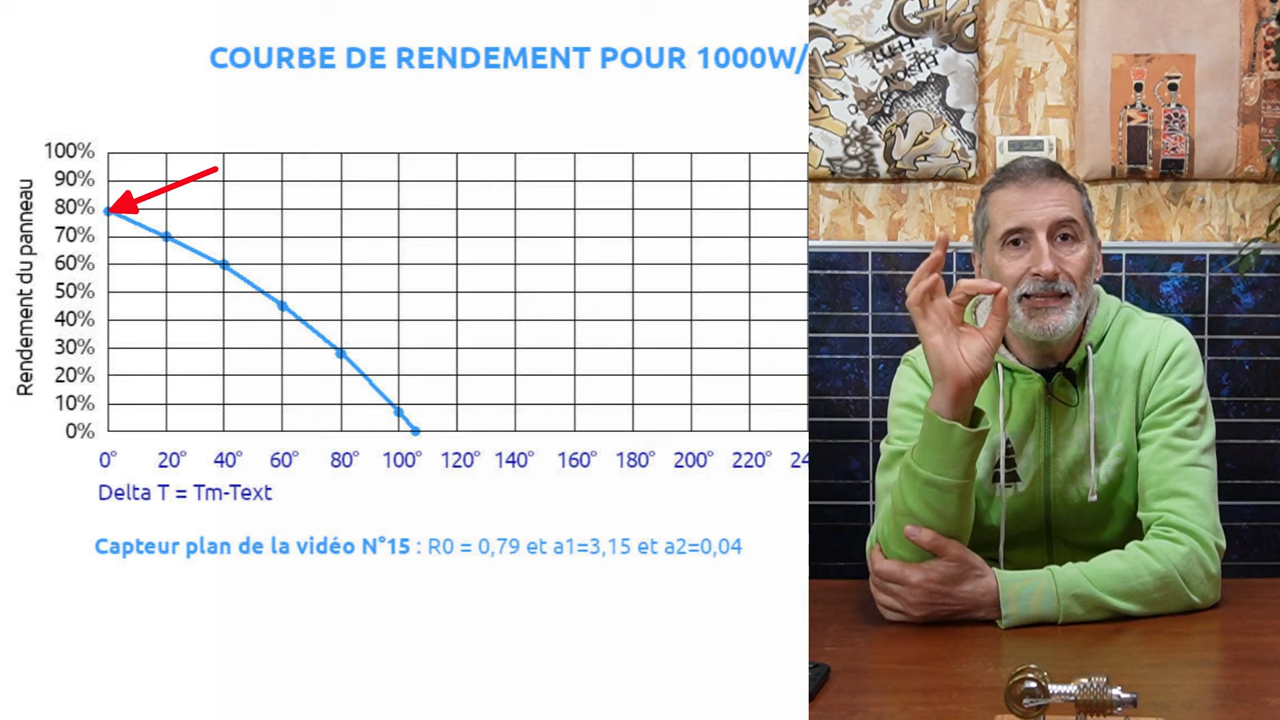 COURBE DE RENDEMENT POUR 1000W/
Rendement du panneau
100%
90%
80%
70%
60%
50%
40%
30%
20%
10%
0%
0° 20° 40° 60° 80° 100° 120° 140° 160° 180° 200° 220° 24
Delta T = Tm-Text
Capteur plan de la vidéo N°15 : R0 = 0,79 et a1=3,15 et a2=0,04